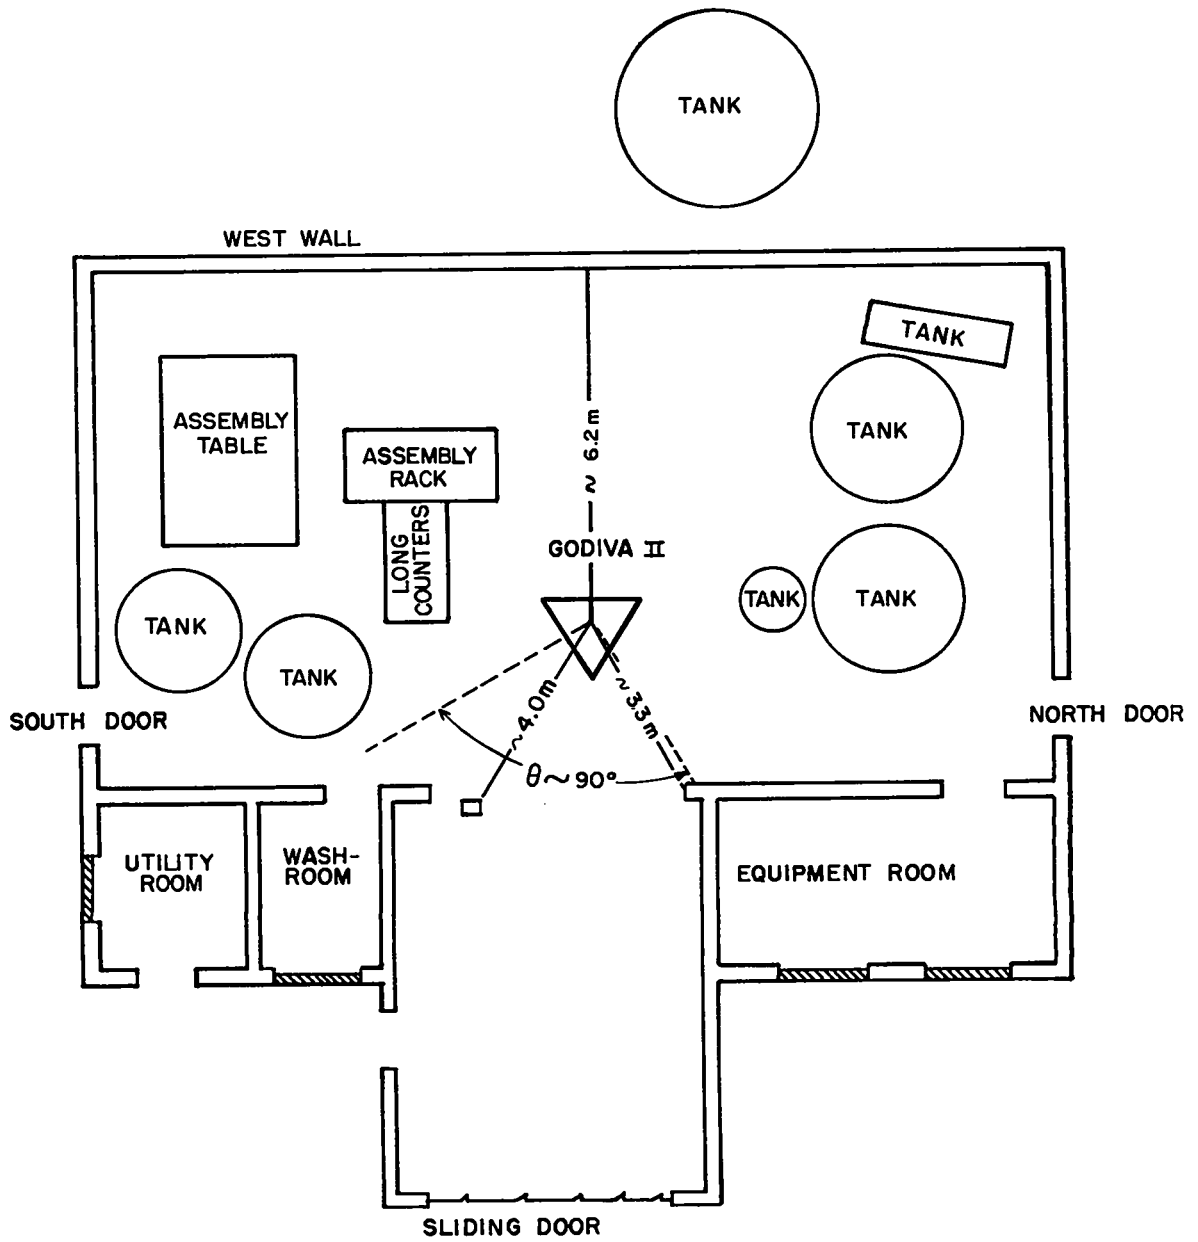 TANK
WEST WALL
TANK
ASSEMBLY
TABLE
TANK
~ 6.2m
ASSEMBLY
RACK
LONG
COUNTERS
GODIVA II
TANK
TANK
TANK
TANK
SOUTH DOOR
~4.0m
~3.3m
NORTH DOOR
θ~90°
UTILITY
ROOM
WASH-
ROOM
EQUIPMENT ROOM
SLIDING DOOR